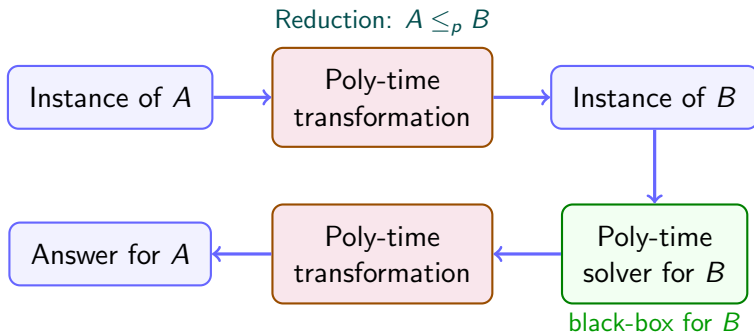 Reduction: A ≤ₚ B
Instance of A
Poly-time
transformation
Instance of B
Answer for A
Poly-time
transformation
Poly-time
solver for B
black-box for B